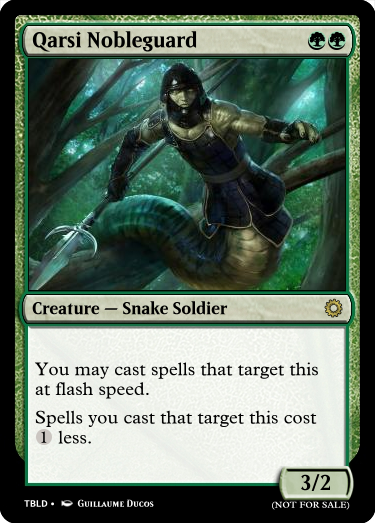 Qarsi Nobleguard
Creature — Snake Soldier
You may cast spells that target this
at flash speed.
Spells you cast that target this cost
1 less.
3/2
TBLD • Guillaume Ducos
(NOT FOR SALE)